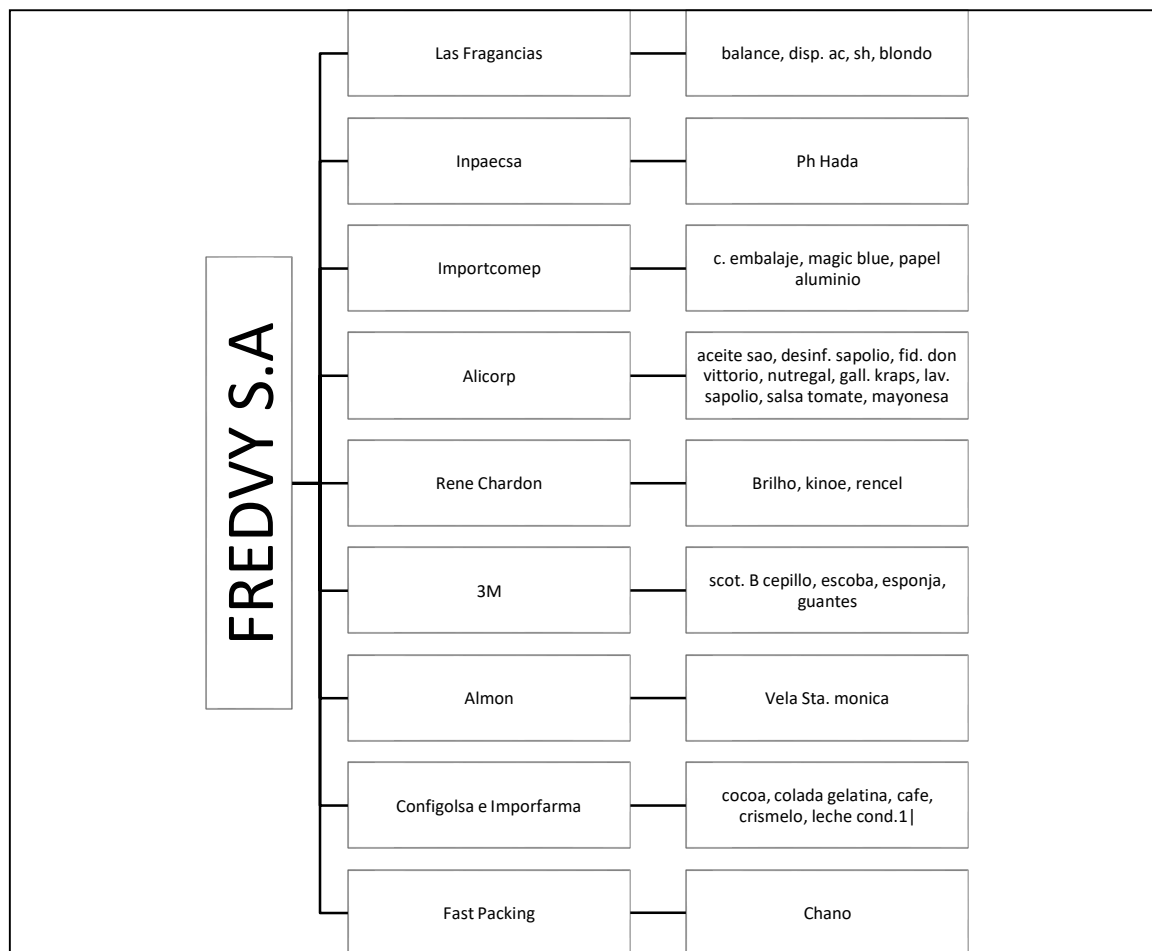 FREDVY S.A
Las Fragancias
balance, disp. ac, sh, blondo
Inpaecsa
Ph Hada
Importcomep
c. embalaje, magic blue, papel
aluminio
Alicorp
aceite sao, desinf. sapolio, fid. don
vittorio, nutregal, gall. kraps, lav.
sapolio, salsa tomate, mayonesa
Rene Chardon
Brilho, kinoe, rencel
3M
scot. B cepillo, escoba, esponja,
guantes
Almon
Vela Sta. monica
Configolsa e Imporfarma
cocoa, colada gelatina, cafe,
crismelo, leche cond.1|
Fast Packing
Chano